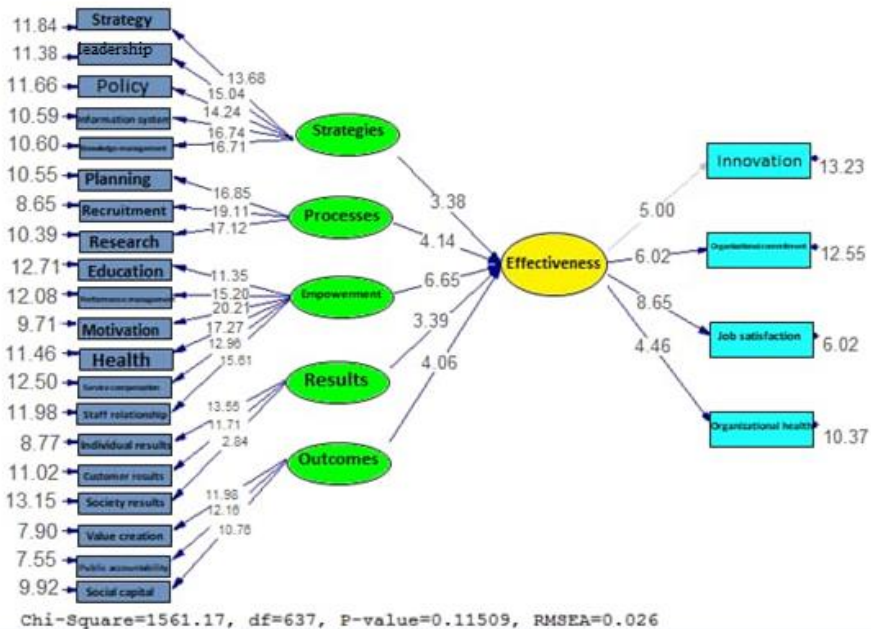 11.84 Strategy
11.38 leadership
11.66 Policy
10.59 Information system
10.60 Knowledge management
10.55 Planning
8.65 Recruitment
10.39 Research
12.71 Education
12.08 Performance management
9.71 Motivation
11.46 Health
12.50 Service compensation
11.98 Staff relationship
8.77 Individual results
11.02 Customer results
13.15 Society results
7.90 Value creation
7.55 Public accountability
9.92 Social capital
13.68
15.04
14.24
16.74
16.71
16.85
19.11
17.12
11.35
15.20
20.21
17.27
12.96
15.61
13.55
11.71
2.84
11.98
12.16
10.76
Strategies
Processes
Empowerment
Results
Outcomes
3.38
4.14
6.65
3.39
4.06
Effectiveness
5.00
6.02
8.65
4.46
Innovation 13.23
Organizational commitment 12.55
Job satisfaction 6.02
Organizational health 10.37
Chi-Square=1561.17, df=637, P-value=0.11509, RMSEA=0.026